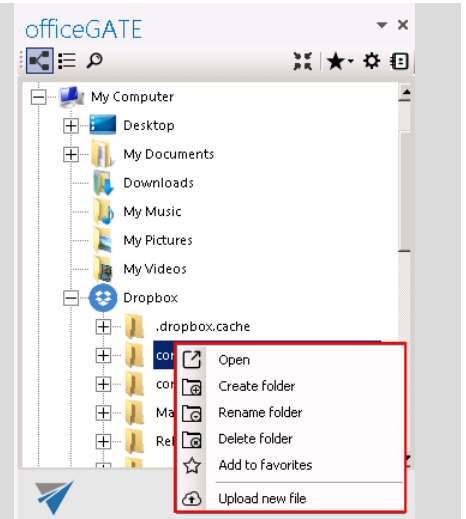 officeGATE
My Computer
Desktop
My Documents
Downloads
My Music
My Pictures
My Videos
Dropbox
.dropbox.cache
Open
Create folder
Rename folder
Delete folder
Add to favorites
Upload new file